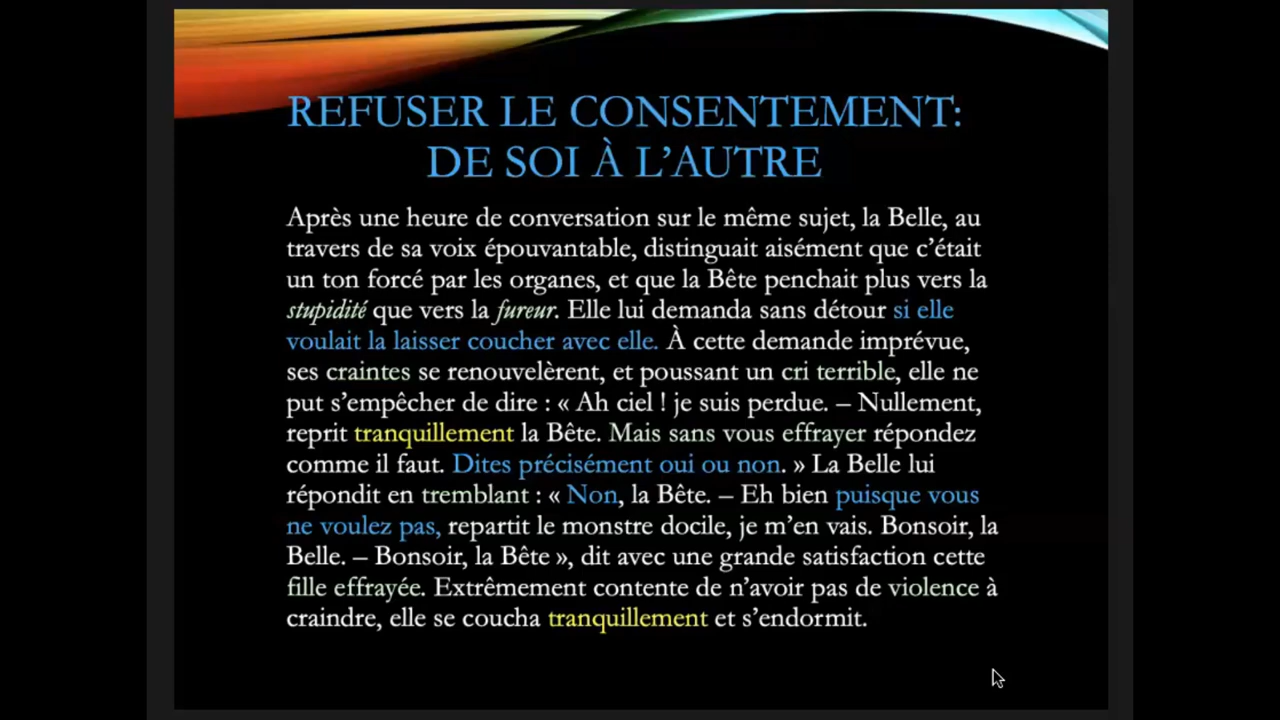 REFUSER LE CONSENTEMENT:
DE SOI À L’AUTRE
Après une heure de conversation sur le même sujet, la Belle, au
travers de sa voix épouvantable, distinguait aisément que c’était
un ton forcé par les organes, et que la Bête penchait plus vers la
stupidité que vers la fureur. Elle lui demanda sans détour si elle
voulait la laisser coucher avec elle. À cette demande imprévue,
ses craintes se renouvelèrent, et poussant un cri terrible, elle ne
put s’empêcher de dire : « Ah ciel ! je suis perdue. – Nullement,
reprit tranquillement la Bête. Mais sans vous effrayer répondez
comme il faut. Dites précisément oui ou non. » La Belle lui
répondit en tremblant : « Non, la Bête. – Eh bien puisque vous
ne voulez pas, repartit le monstre docile, je m’en vais. Bonsoir, la
Belle. – Bonsoir, la Bête », dit avec une grande satisfaction cette
fille effrayée. Extrêmement contente de n’avoir pas de violence à
craindre, elle se coucha tranquillement et s’endormit.